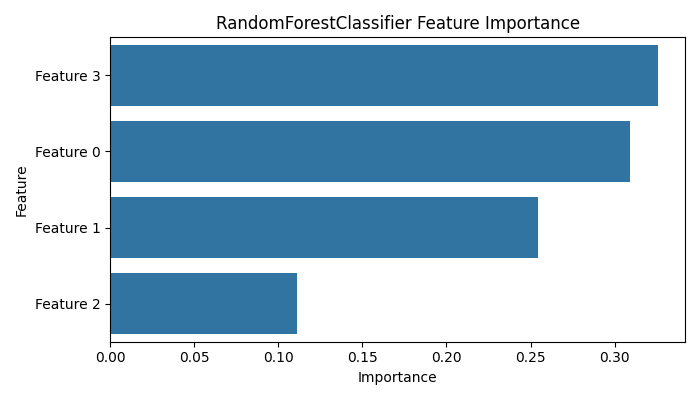 RandomForestClassifier Feature Importance
Feature 3
Feature 0
Feature 1
Feature 2
Feature
0.00 0.05 0.10 0.15 0.20 0.25 0.30
Importance